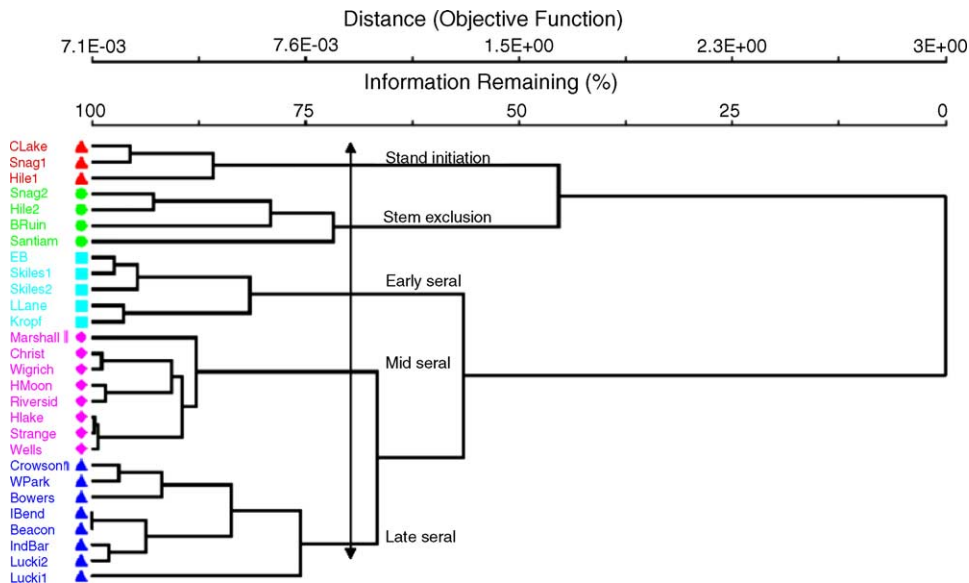 Distance (Objective Function)
7.1E-03 7.6E-03 1.5E+00 2.3E+00 3E+00
Information Remaining (%)
100 75 50 25 0
CLake
Snag1 Stand initiation
Hile1
Snag2
Hile2
BRuin Stem exclusion
Santiam
EB
Skiles1 Early seral
Skiles2
LLane
Kropf
Marshall
Christ Mid seral
Wigrich
HMoon
Riversid
Hlake
Strange
Wells
Crowson
WPark
Bowers
IBend
Beacon Late seral
IndBar
Lucki2
Lucki1